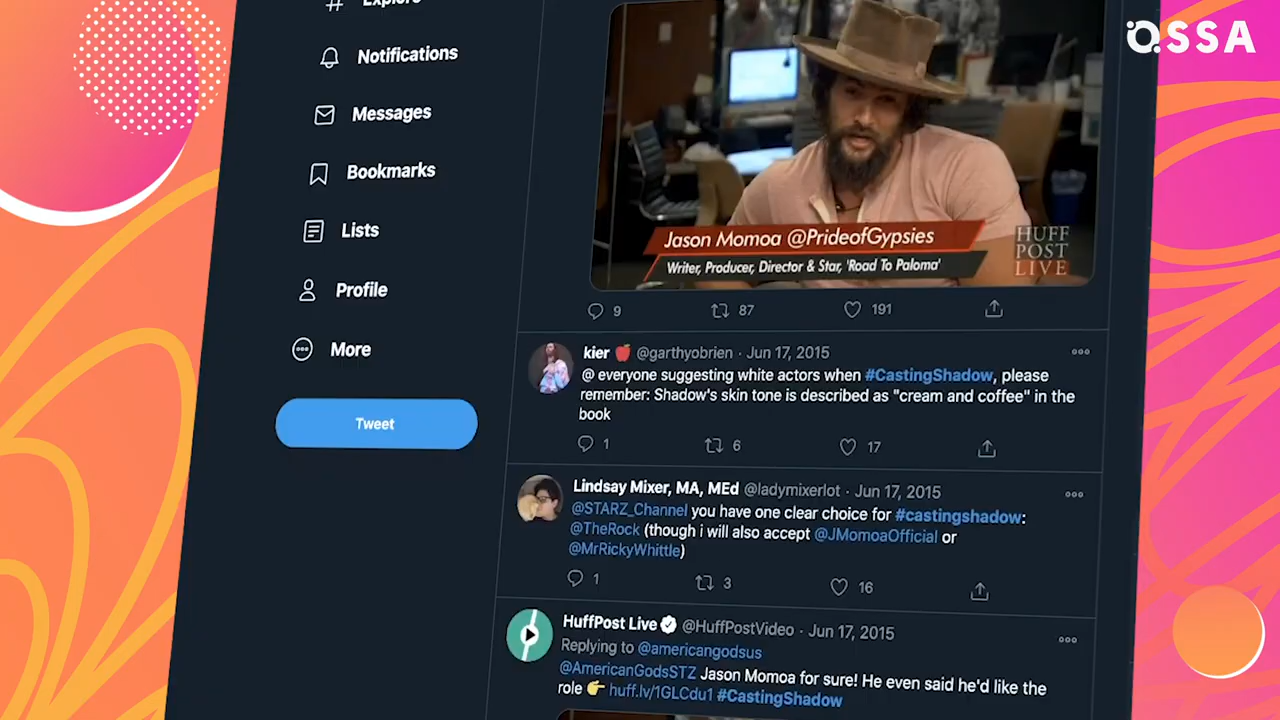 OSSA
# Explore
Notifications
Messages
Bookmarks
Lists
Profile
More
Tweet
Jason Momoa @PrideofGypsies
Writer, Producer, Director & Star, 'Road To Paloma'
HUFF
POST
LIVE
9 87 191
kier @garthyobrien · Jun 17, 2015
@ everyone suggesting white actors when #CastingShadow, please
remember: Shadow's skin tone is described as "cream and coffee" in the
book
1 6 17
Lindsay Mixer, MA, MEd @ladymixerlot · Jun 17, 2015
@STARZ_Channel you have one clear choice for #castingshadow:
@TheRock (though i will also accept @JMomoaOfficial or
@MrRickyWhittle)
1 3 16
HuffPost Live @HuffPostVideo · Jun 17, 2015
Replying to @americangodsus
@AmericanGodsSTZ Jason Momoa for sure! He even said he'd like the
role 👉 huff.lv/1GLCdu1 #CastingShadow